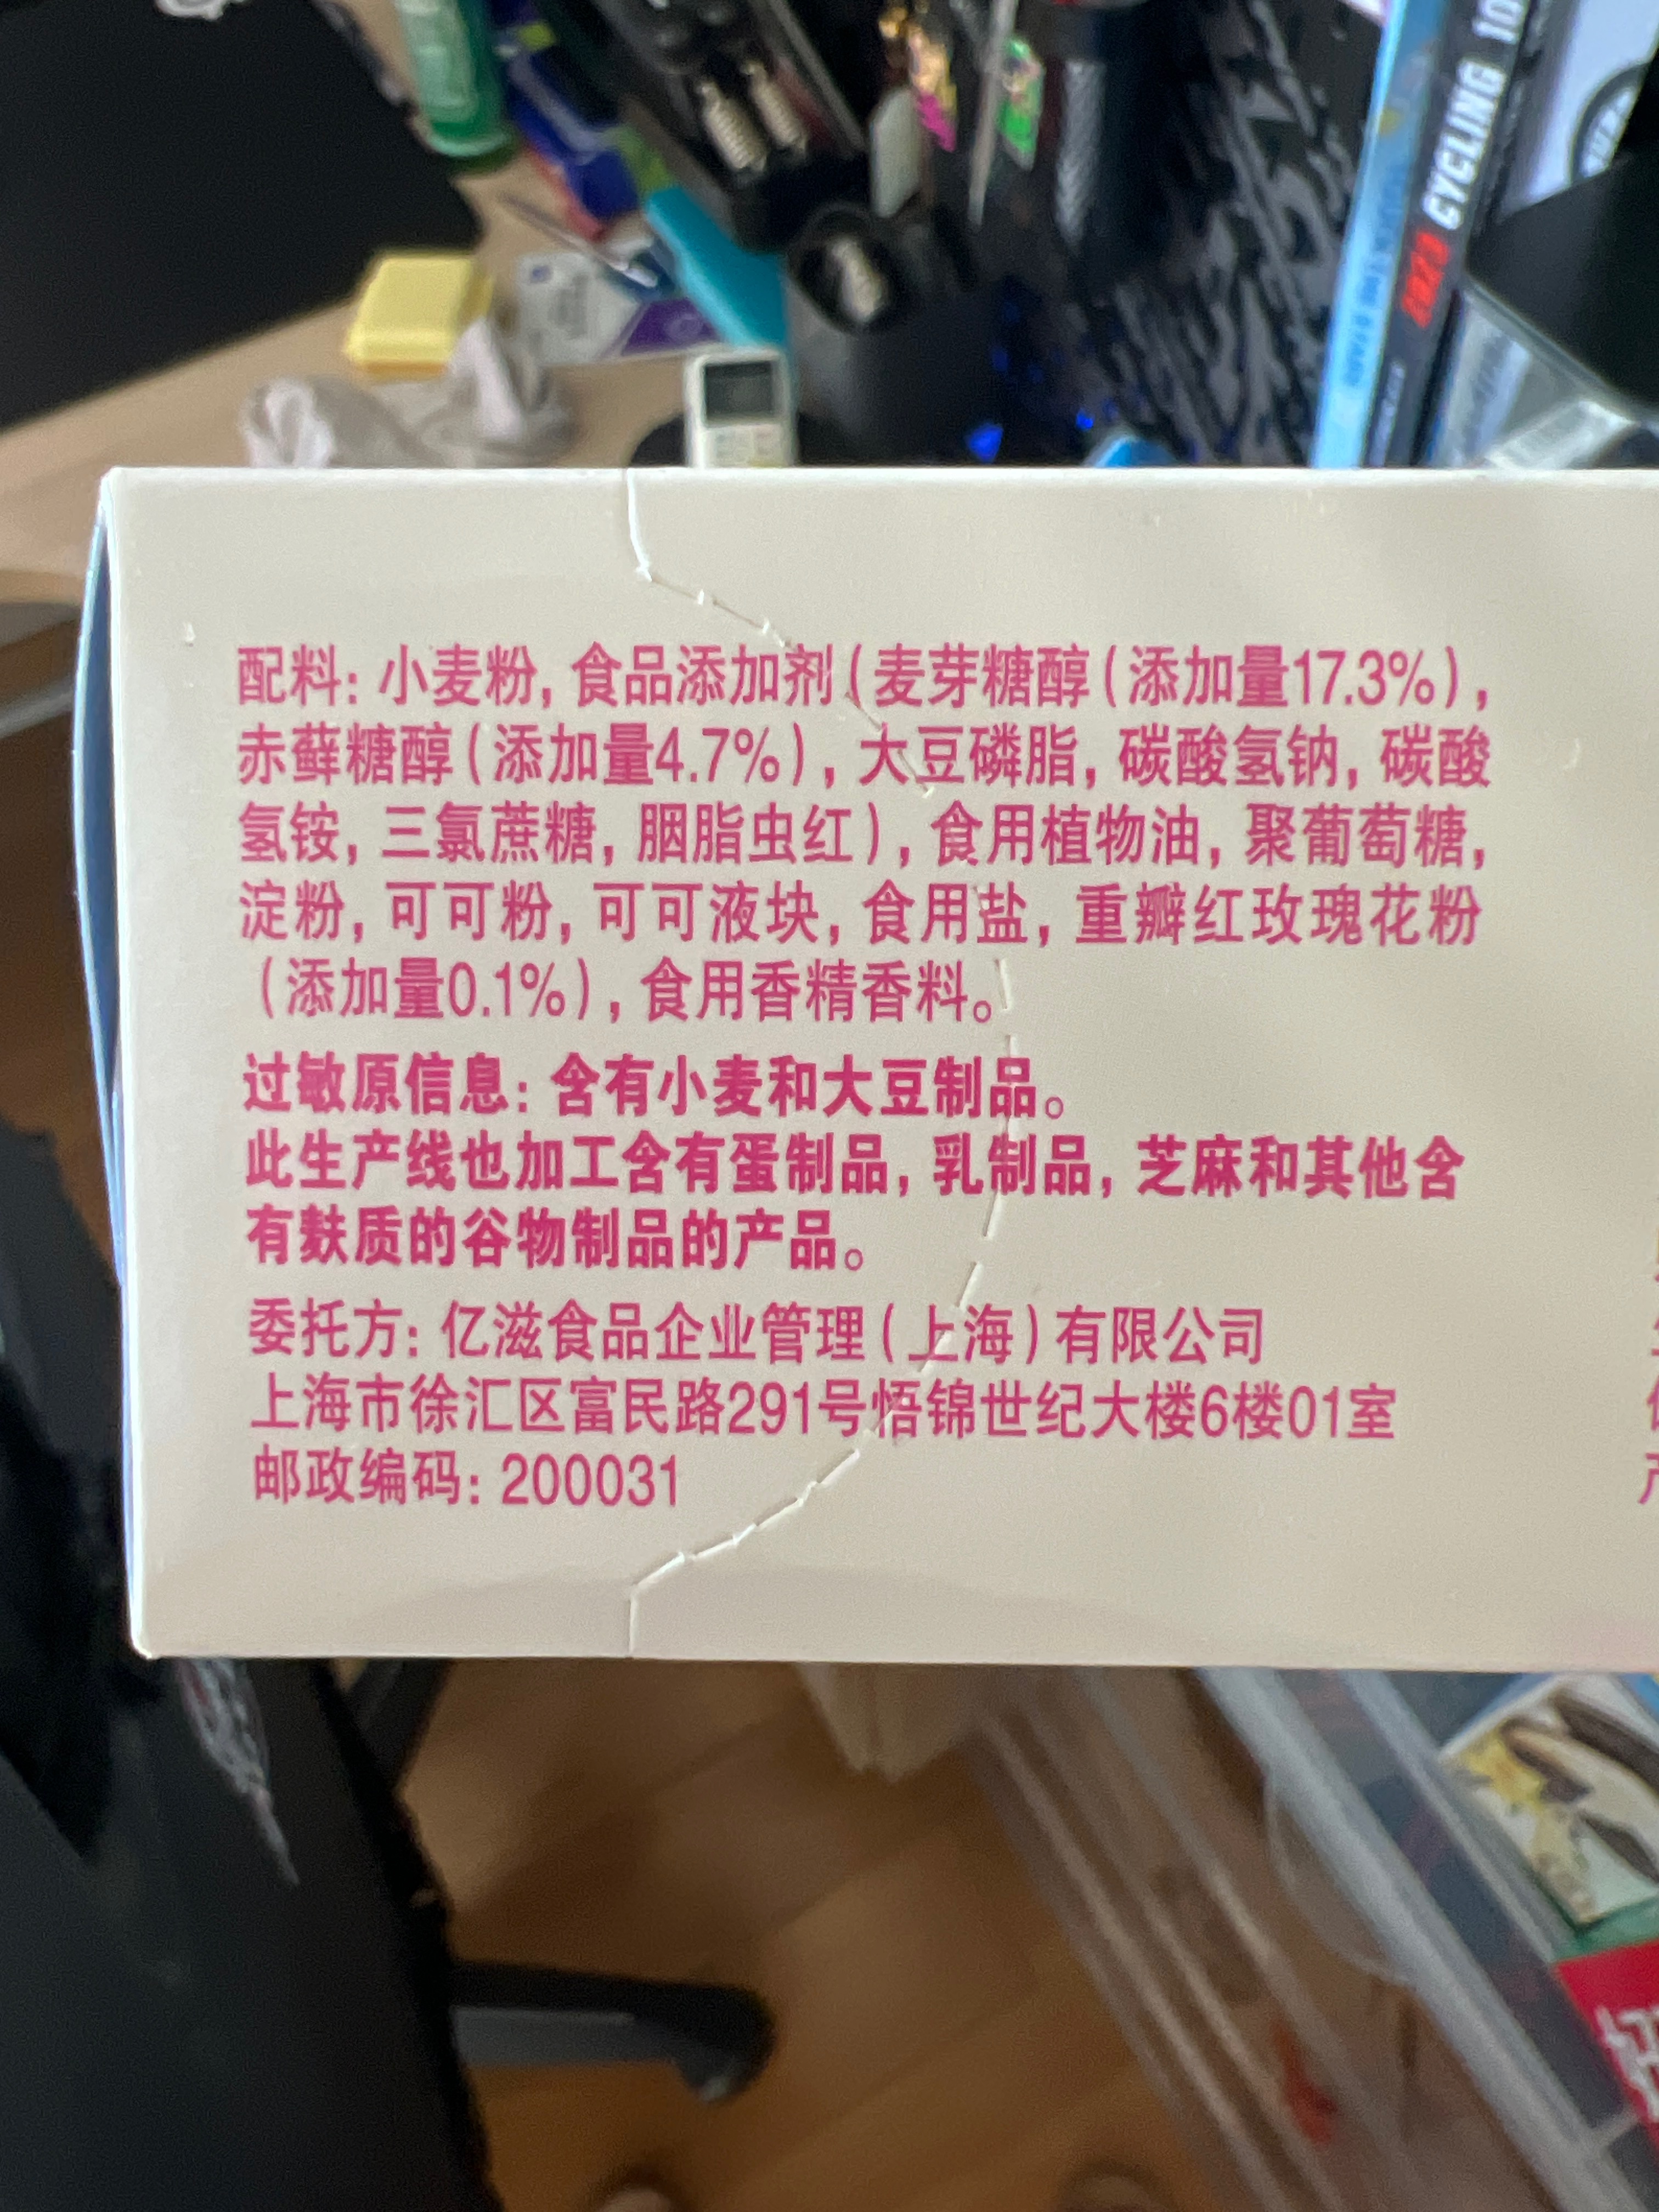 CYCLING 10
2023
配料: 小麦粉, 食品添加剂(麦芽糖醇(添加量17.3%),
赤藓糖醇(添加量4.7%), 大豆磷脂, 碳酸氢钠, 碳酸
氢铵, 三氯蔗糖, 胭脂虫红), 食用植物油, 聚葡萄糖,
淀粉, 可可粉, 可可液块, 食用盐, 重瓣红玫瑰花粉
(添加量0.1%), 食用香精香料。
过敏原信息: 含有小麦和大豆制品。
此生产线也加工含有蛋制品, 乳制品, 芝麻和其他含
有麸质的谷物制品的产品。
委托方: 亿滋食品企业管理(上海)有限公司
上海市徐汇区富民路291号悟锦世纪大楼6楼01室
邮政编码: 200031